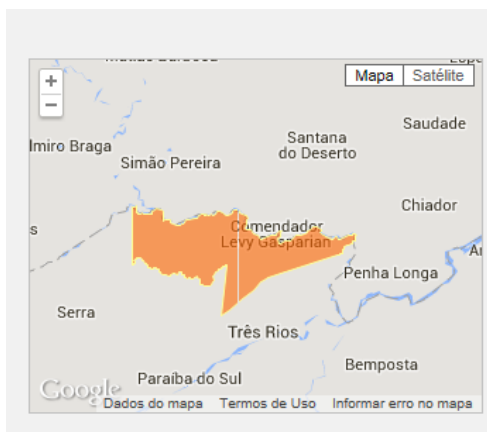 +
−
Mapa
Satélite
Saudade
Santana
do Deserto
lmiro Braga
Simão Pereira
Chiador
s
Comendador
Levy Gasparian
Penha Longa
Serra
Três Rios
Bemposta
Paraíba do Sul
Google
Dados do mapa
Termos de Uso
Informar erro no mapa